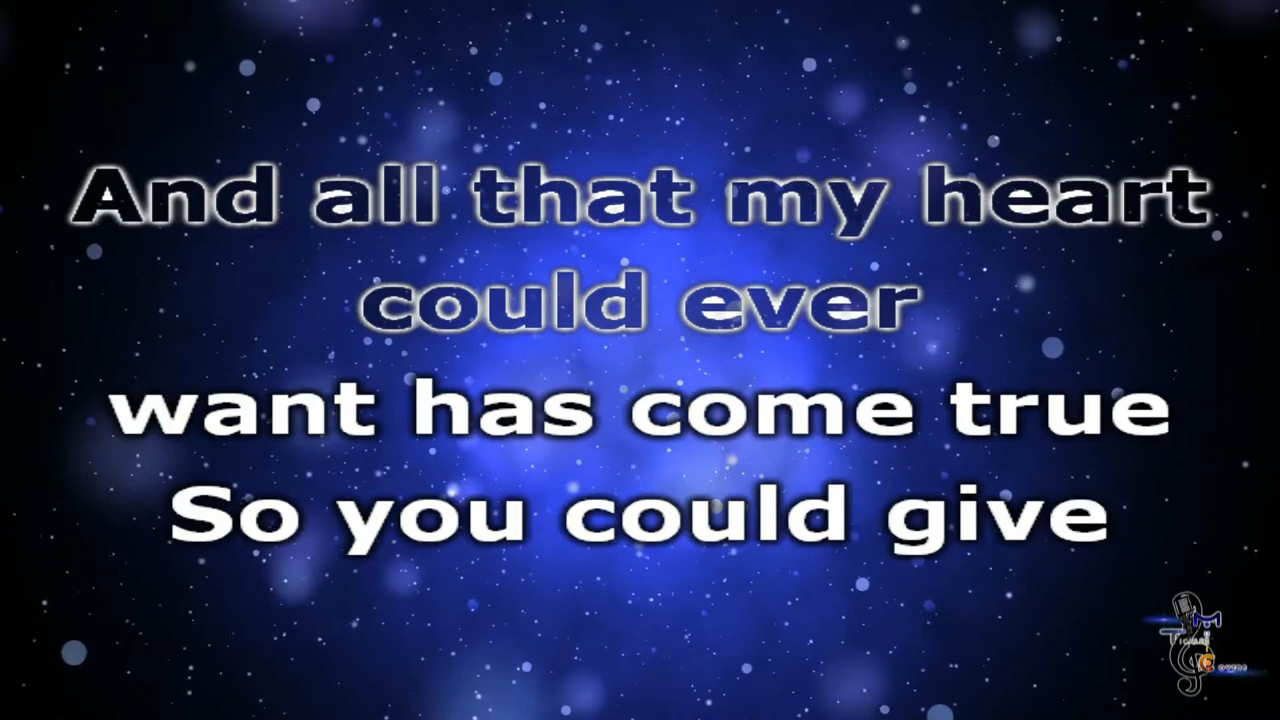 And all that my heart
could ever
want has come true
So you could give